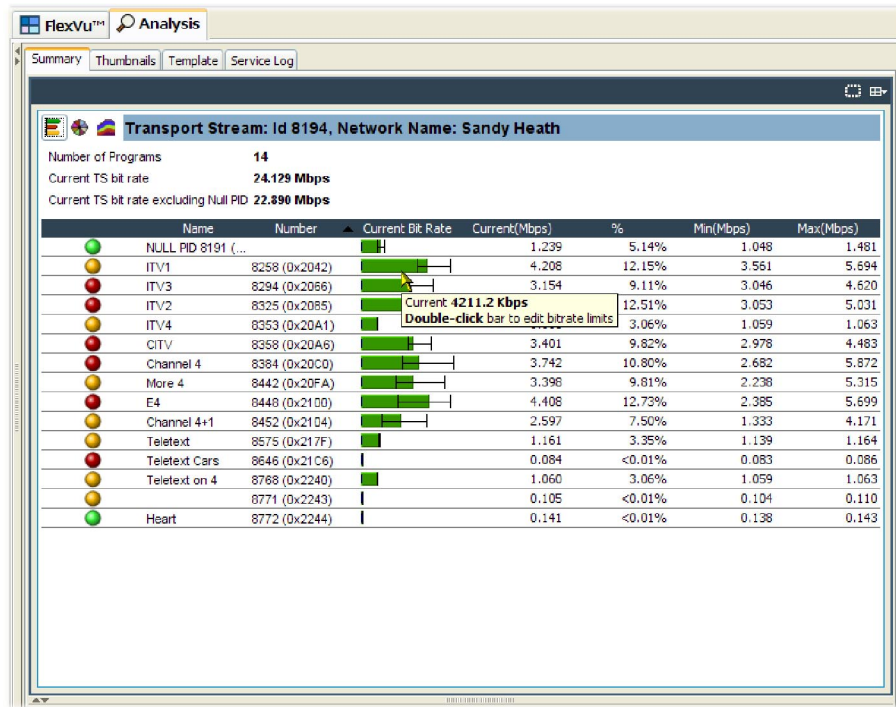 FlexVu™ Analysis
Summary Thumbnails Template Service Log
Transport Stream: Id 8194, Network Name: Sandy Heath
Number of Programs 14
Current TS bit rate 24.129 Mbps
Current TS bit rate excluding Null PID 22.890 Mbps
Name Number Current Bit Rate Current(Mbps) % Min(Mbps) Max(Mbps)
NULL PID 8191 (... 1.239 5.14% 1.048 1.481
ITV1 8258 (0x2042) 4.208 12.15% 3.561 5.694
ITV3 8294 (0x2066) 3.154 9.11% 3.046 4.620
Current 4211.2 Kbps
ITV2 8325 (0x2085) 12.51% 3.053 5.031
Double-click bar to edit bitrate limits
ITV4 8353 (0x20A1) 3.06% 1.059 1.063
CITV 8358 (0x20A6) 3.401 9.82% 2.978 4.483
Channel 4 8384 (0x20C0) 3.742 10.80% 2.682 5.872
More 4 8442 (0x20FA) 3.398 9.81% 2.238 5.315
E4 8448 (0x2100) 4.408 12.73% 2.385 5.699
Channel 4+1 8452 (0x2104) 2.597 7.50% 1.333 4.171
Teletext 8575 (0x217F) 1.161 3.35% 1.139 1.164
Teletext Cars 8646 (0x21C6) 0.084 <0.01% 0.083 0.086
Teletext on 4 8768 (0x2240) 1.060 3.06% 1.059 1.063
8771 (0x2243) 0.105 <0.01% 0.104 0.110
Heart 8772 (0x2244) 0.141 <0.01% 0.138 0.143